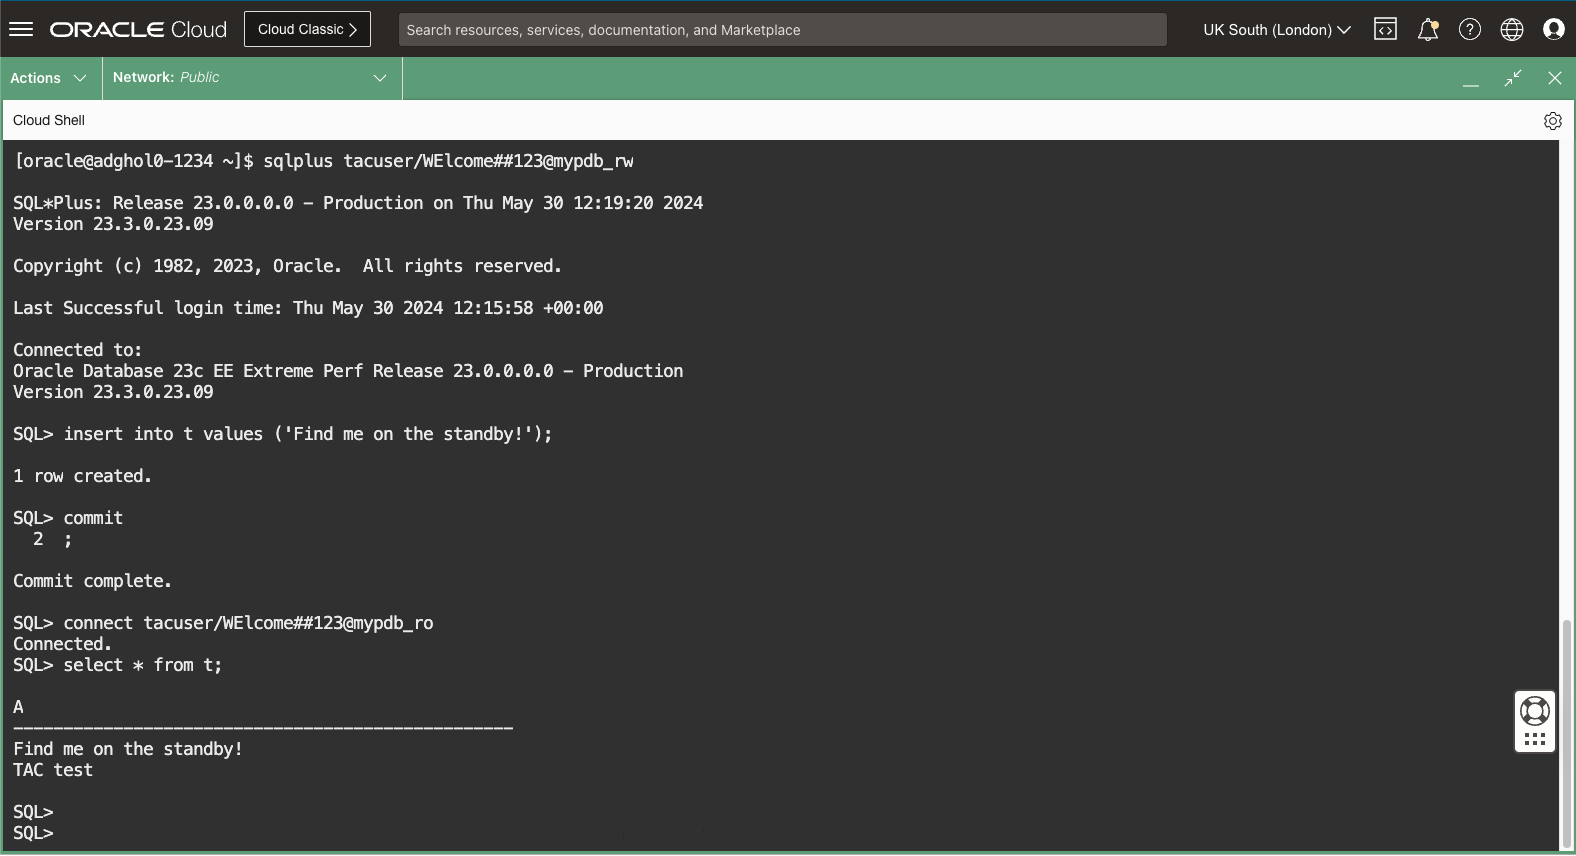 ORACLE Cloud
Cloud Classic >
Search resources, services, documentation, and Marketplace
UK South (London)
Actions
Network: Public
Cloud Shell
[oracle@adghol0-1234 ~]$ sqlplus tacuser/WElcome##123@mypdb_rw
SQL*Plus: Release 23.0.0.0.0 - Production on Thu May 30 12:19:20 2024
Version 23.3.0.23.09
Copyright (c) 1982, 2023, Oracle.  All rights reserved.
Last Successful login time: Thu May 30 2024 12:15:58 +00:00
Connected to:
Oracle Database 23c EE Extreme Perf Release 23.0.0.0.0 - Production
Version 23.3.0.23.09
SQL> insert into t values ('Find me on the standby!');
1 row created.
SQL> commit
  2  ;
Commit complete.
SQL> connect tacuser/WElcome##123@mypdb_ro
Connected.
SQL> select * from t;
A
--------------------------------------------------
Find me on the standby!
TAC test
SQL>
SQL>